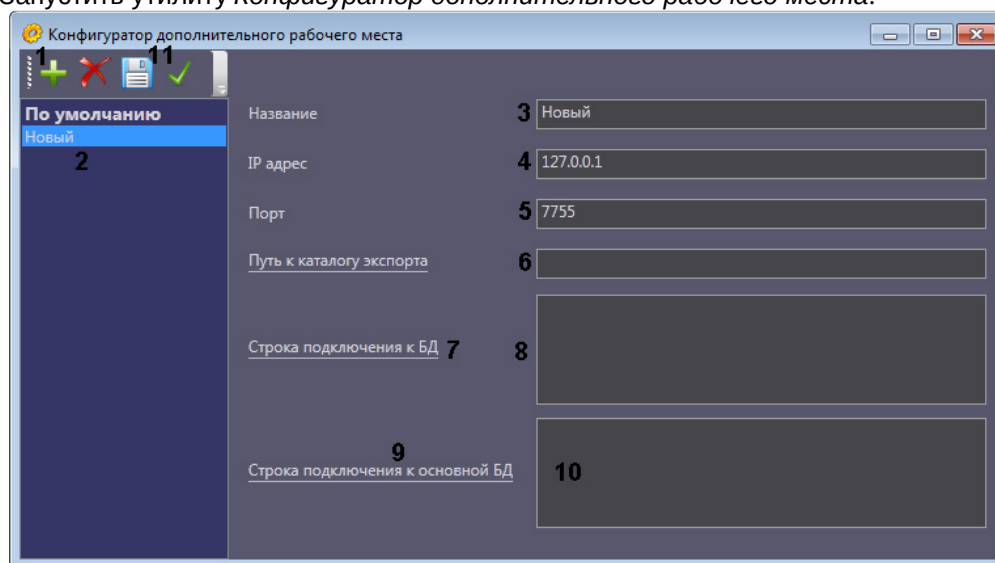 Запустить утилиту Конфигуратор дополнительного рабочего места.
Конфигуратор дополнительного рабочего места
1 11
По умолчанию
Новый
2
Название 3 Новый
IP адрес 4 127.0.0.1
Порт 5 7755
Путь к каталогу экспорта 6
Строка подключения к БД 7 8
9
Строка подключения к основной БД 10